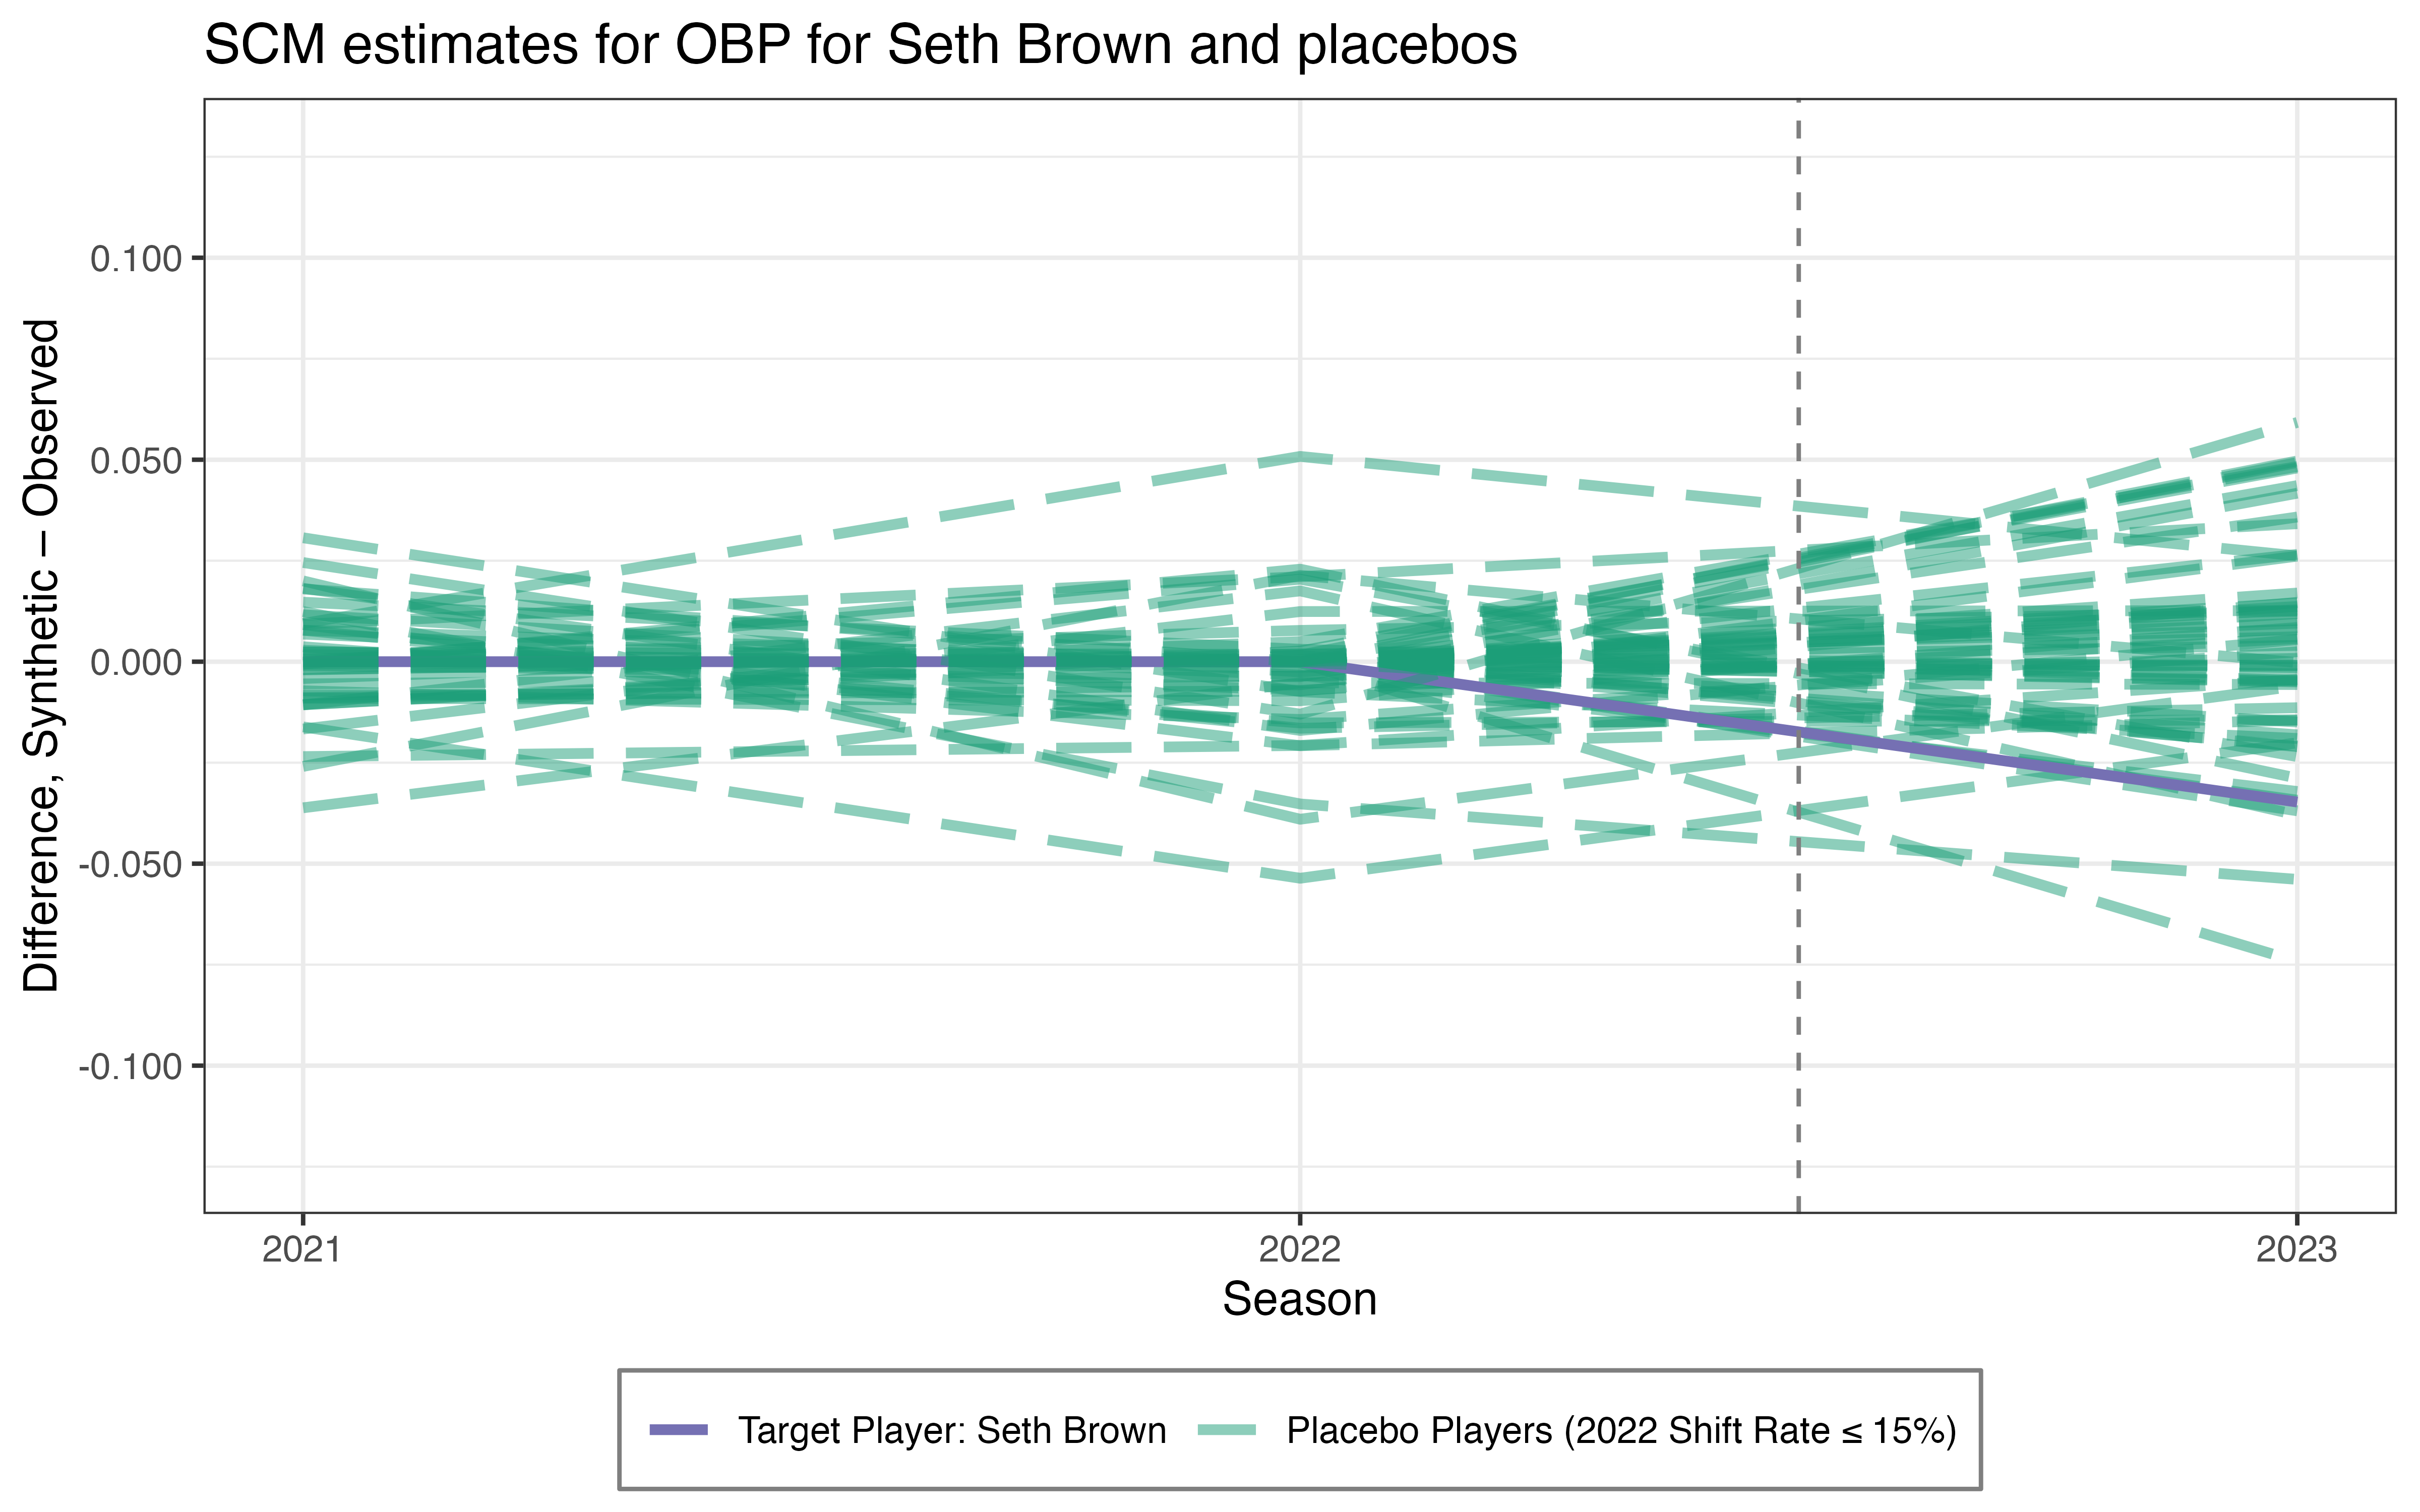 SCM estimates for OBP for Seth Brown and placebos
Difference, Synthetic − Observed
0.100
0.050
0.000
-0.050
-0.100
2021
2022
2023
Season
Target Player: Seth Brown
Placebo Players (2022 Shift Rate ≤ 15%)